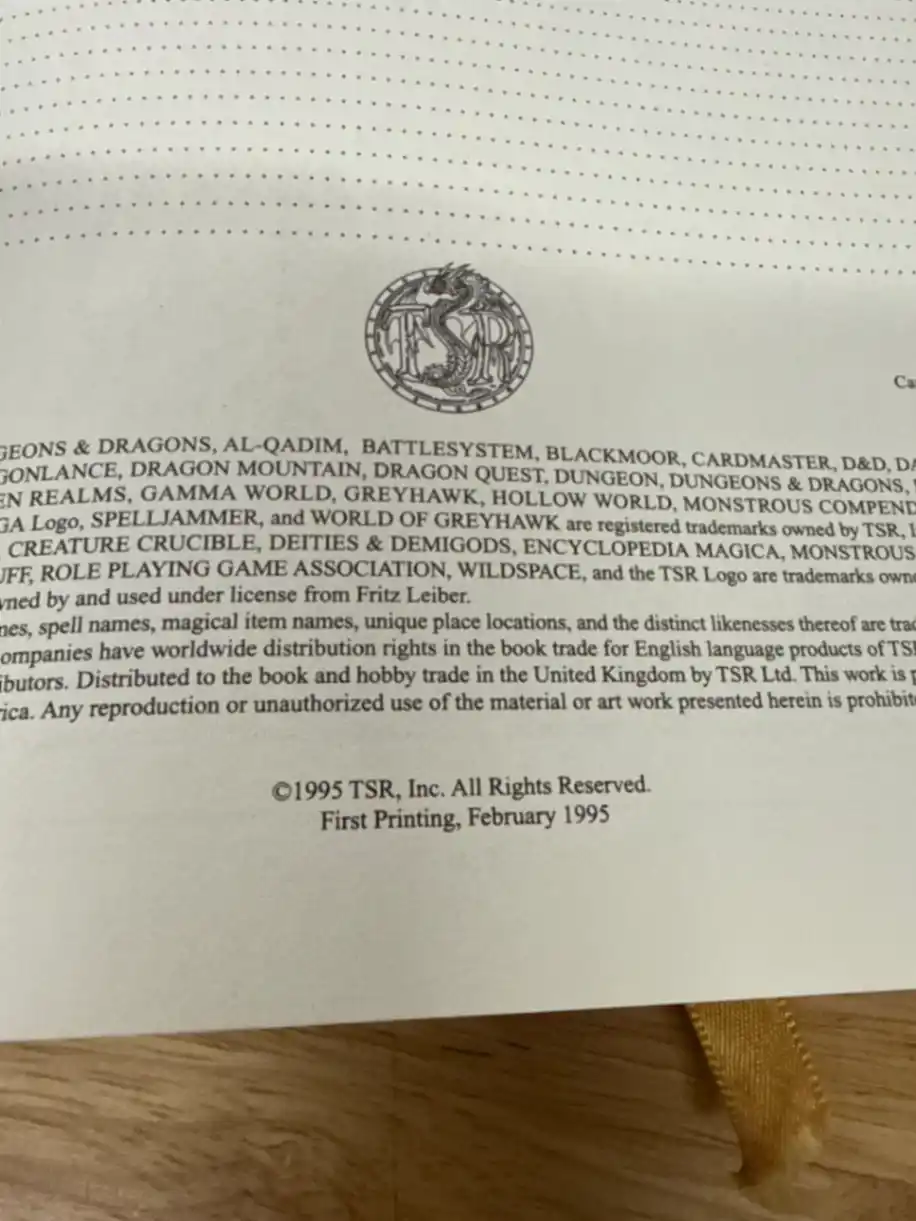 TSR
Ca
GEONS & DRAGONS, AL-QADIM, BATTLESYSTEM, BLACKMOOR, CARDMASTER, D&D, DA
GONLANCE, DRAGON MOUNTAIN, DRAGON QUEST, DUNGEON, DUNGEONS & DRAGONS,
EN REALMS, GAMMA WORLD, GREYHAWK, HOLLOW WORLD, MONSTROUS COMPEND
GA Logo, SPELLJAMMER, and WORLD OF GREYHAWK are registered trademarks owned by TSR, I
CREATURE CRUCIBLE, DEITIES & DEMIGODS, ENCYCLOPEDIA MAGICA, MONSTROUS
UFF, ROLE PLAYING GAME ASSOCIATION, WILDSPACE, and the TSR Logo are trademarks owne
wned by and used under license from Fritz Leiber.
mes, spell names, magical item names, unique place locations, and the distinct likenesses thereof are trad
ompanies have worldwide distribution rights in the book trade for English language products of TSR
ibutors. Distributed to the book and hobby trade in the United Kingdom by TSR Ltd. This work is p
rica. Any reproduction or unauthorized use of the material or art work presented herein is prohibite
©1995 TSR, Inc. All Rights Reserved.
First Printing, February 1995